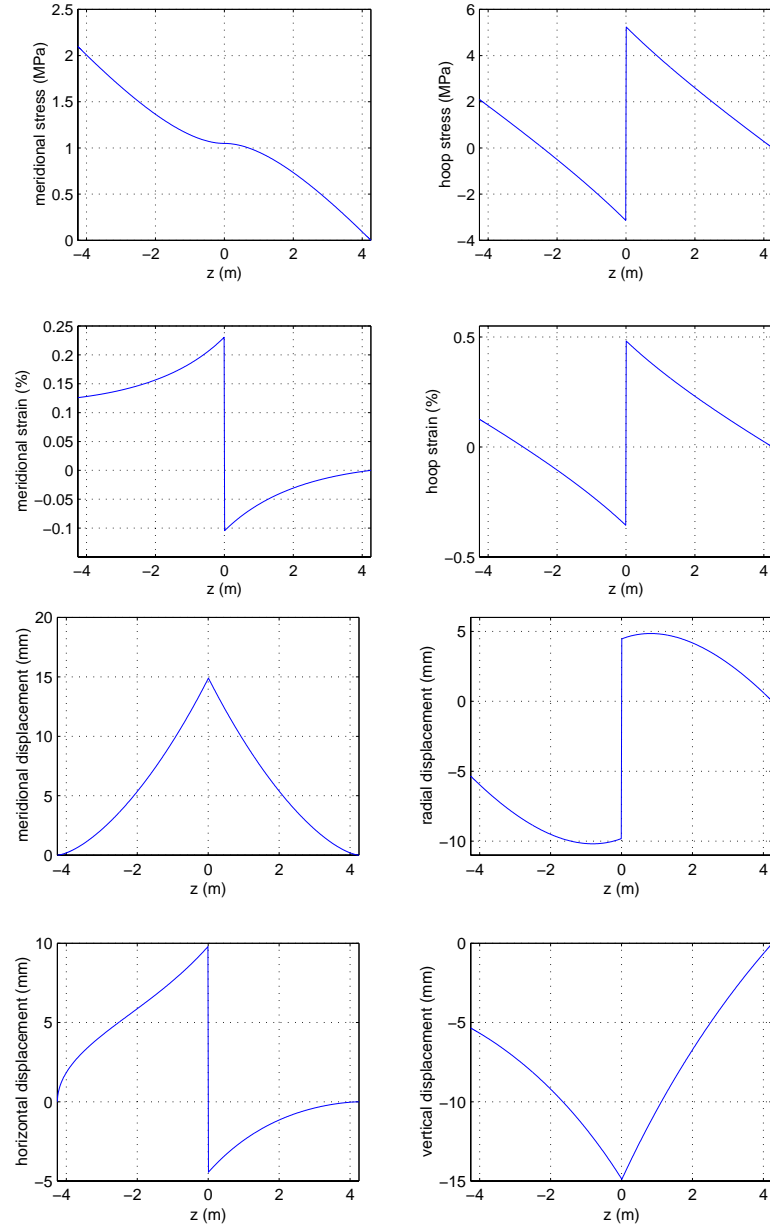 2.5
2
1.5
1
0.5
0
−4 −2 0 2 4
z (m)
meridional stress (MPa)
6
4
2
0
−2
−4
−4 −2 0 2 4
z (m)
hoop stress (MPa)
0.25
0.2
0.15
0.1
0.05
0
−0.05
−0.1
−4 −2 0 2 4
z (m)
meridional strain (%)
0.5
0
−0.5
−4 −2 0 2 4
z (m)
hoop strain (%)
20
15
10
5
0
−4 −2 0 2 4
z (m)
meridional displacement (mm)
5
0
−5
−10
−4 −2 0 2 4
z (m)
radial displacement (mm)
10
5
0
−5
−4 −2 0 2 4
z (m)
horizontal displacement (mm)
0
−5
−10
−15
−4 −2 0 2 4
z (m)
vertical displacement (mm)